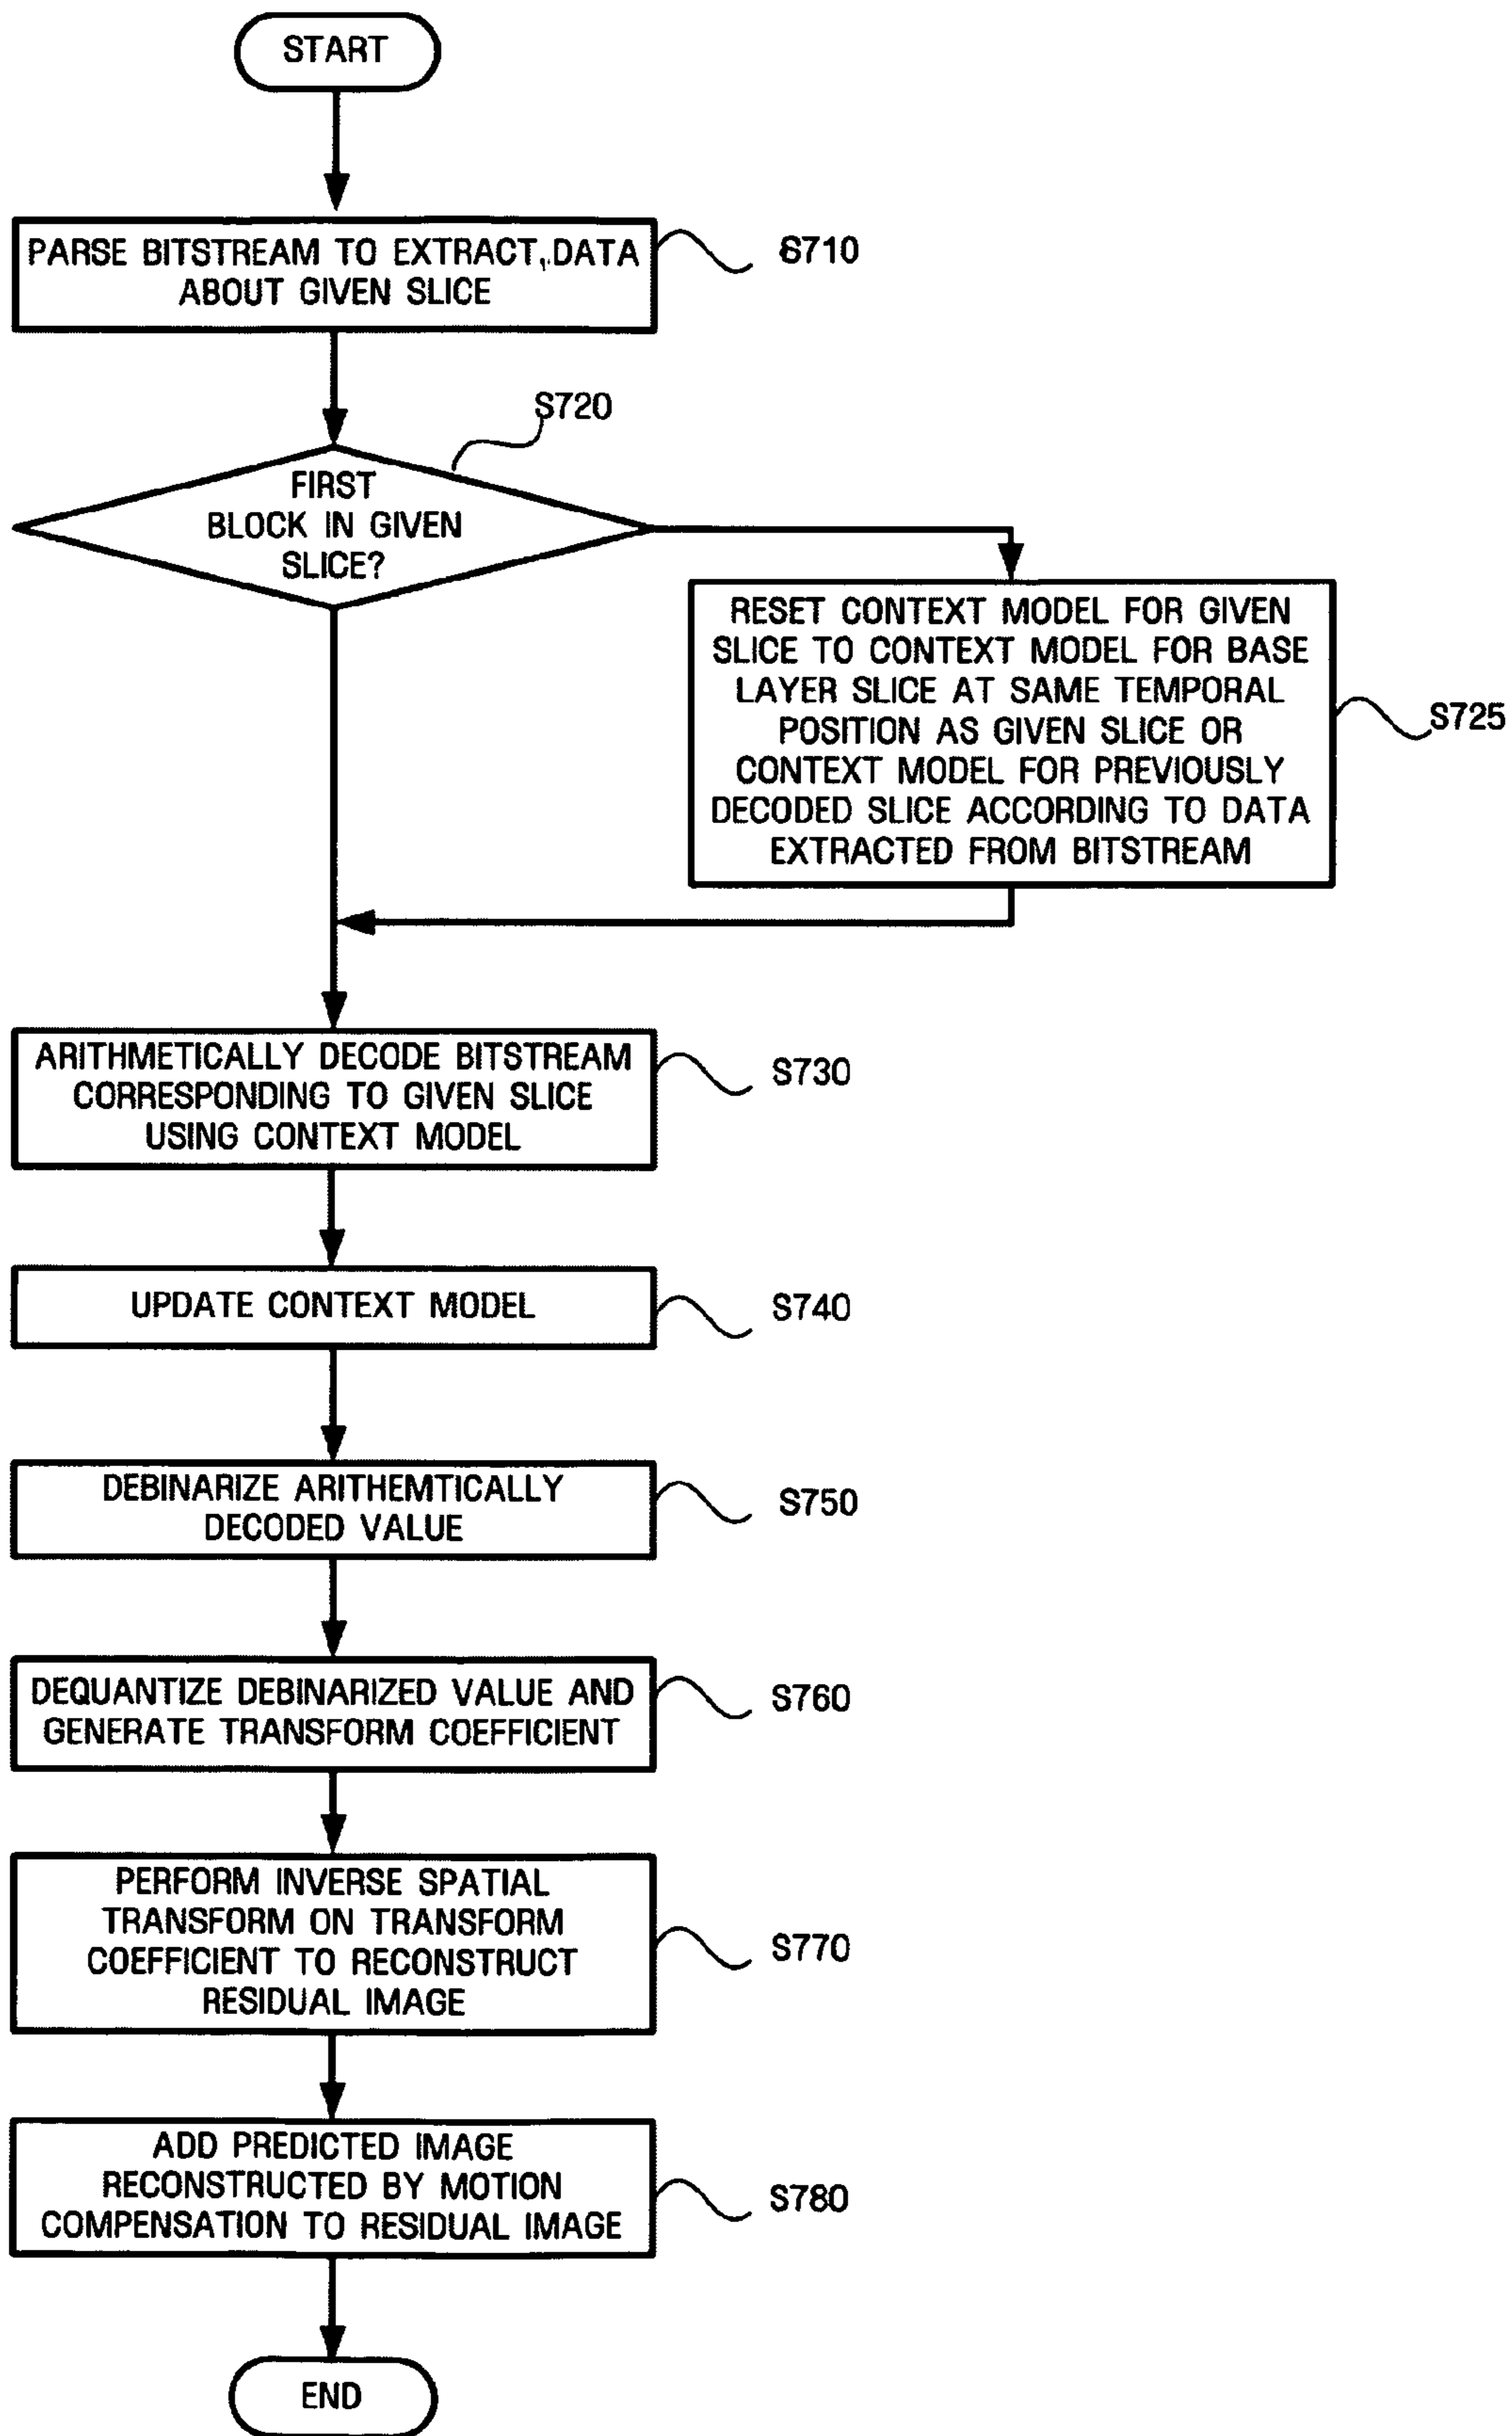 START
PARSE BITSTREAM TO EXTRACT, DATA
ABOUT GIVEN SLICE
S710
S720
FIRST
BLOCK IN GIVEN
SLICE?
RESET CONTEXT MODEL FOR GIVEN
SLICE TO CONTEXT MODEL FOR BASE
LAYER SLICE AT SAME TEMPORAL
POSITION AS GIVEN SLICE OR
CONTEXT MODEL FOR PREVIOUSLY
DECODED SLICE ACCORDING TO DATA
EXTRACTED FROM BITSTREAM
S725
ARITHMETICALLY DECODE BITSTREAM
CORRESPONDING TO GIVEN SLICE
USING CONTEXT MODEL
S730
UPDATE CONTEXT MODEL
S740
DEBINARIZE ARITHEMTICALLY
DECODED VALUE
S750
DEQUANTIZE DEBINARIZED VALUE AND
GENERATE TRANSFORM COEFFICIENT
S760
PERFORM INVERSE SPATIAL
TRANSFORM ON TRANSFORM
COEFFICIENT TO RECONSTRUCT
RESIDUAL IMAGE
S770
ADD PREDICTED IMAGE
RECONSTRUCTED BY MOTION
COMPENSATION TO RESIDUAL IMAGE
S780
END